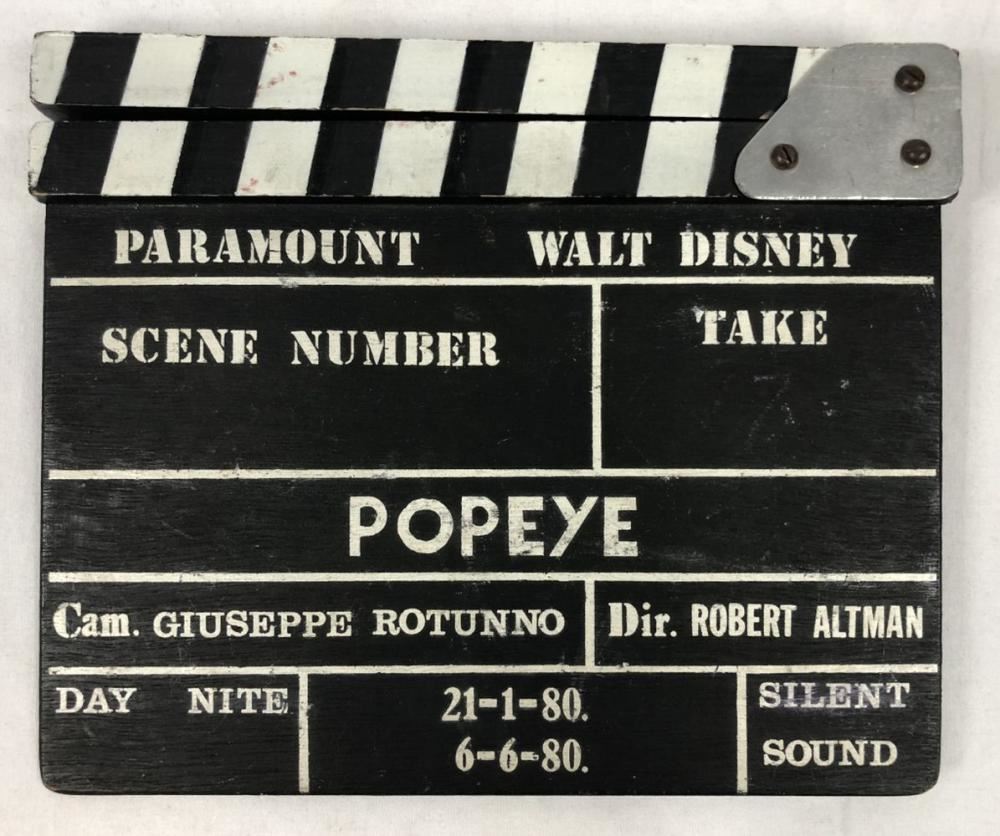 PARAMOUNT WALT DISNEY
SCENE NUMBER TAKE
POPEYE
Cam. GIUSEPPE ROTUNNO Dir. ROBERT ALTMAN
DAY NITE 21-1-80. SILENT
6-6-80. SOUND